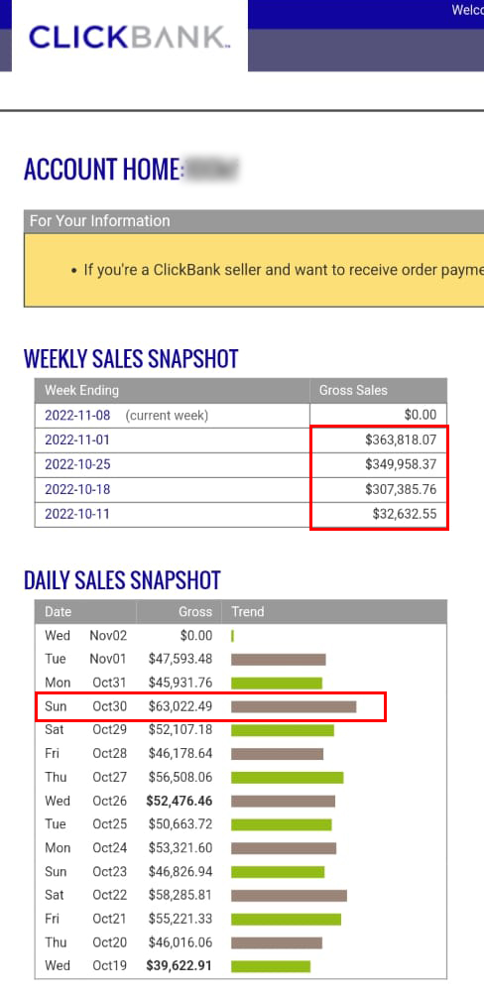 Welco
CLICKBANK™
ACCOUNT HOME:
For Your Information
• If you're a ClickBank seller and want to receive order payme
WEEKLY SALES SNAPSHOT
Week Ending Gross Sales
2022-11-08 (current week) $0.00
2022-11-01 $363,818.07
2022-10-25 $349,958.37
2022-10-18 $307,385.76
2022-10-11 $32,632.55
DAILY SALES SNAPSHOT
Date Gross Trend
Wed Nov02 $0.00
Tue Nov01 $47,593.48
Mon Oct31 $45,931.76
Sun Oct30 $63,022.49
Sat Oct29 $52,107.18
Fri Oct28 $46,178.64
Thu Oct27 $56,508.06
Wed Oct26 $52,476.46
Tue Oct25 $50,663.72
Mon Oct24 $53,321.60
Sun Oct23 $46,826.94
Sat Oct22 $58,285.81
Fri Oct21 $55,221.33
Thu Oct20 $46,016.06
Wed Oct19 $39,622.91